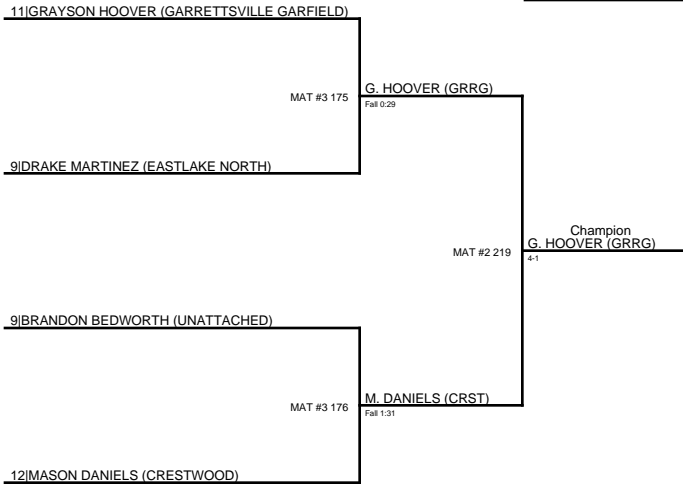 11|GRAYSON HOOVER (GARRETTSVILLE GARFIELD)
MAT #3 175
G. HOOVER (GRRG)
Fall 0:29
9|DRAKE MARTINEZ (EASTLAKE NORTH)
MAT #2 219
Champion
G. HOOVER (GRRG)
4-1
9|BRANDON BEDWORTH (UNATTACHED)
MAT #3 176
M. DANIELS (CRST)
Fall 1:31
12|MASON DANIELS (CRESTWOOD)